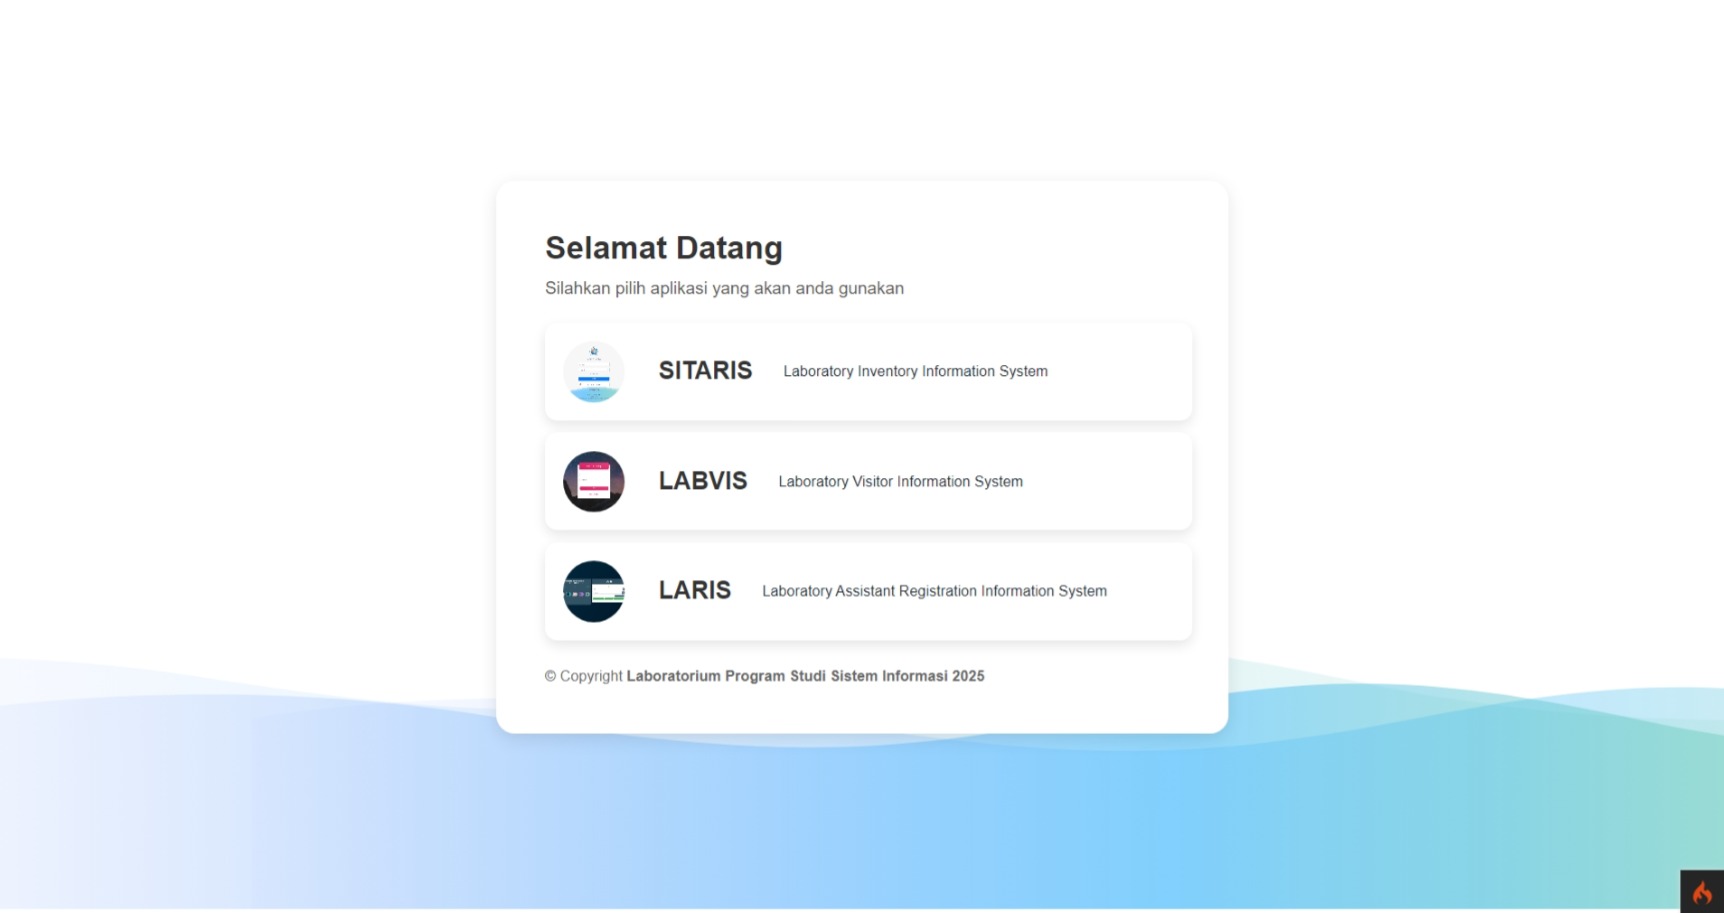 Selamat Datang
Silahkan pilih aplikasi yang akan anda gunakan
SITARIS Laboratory Inventory Information System
LABVIS Laboratory Visitor Information System
LARIS Laboratory Assistant Registration Information System
© Copyright Laboratorium Program Studi Sistem Informasi 2025